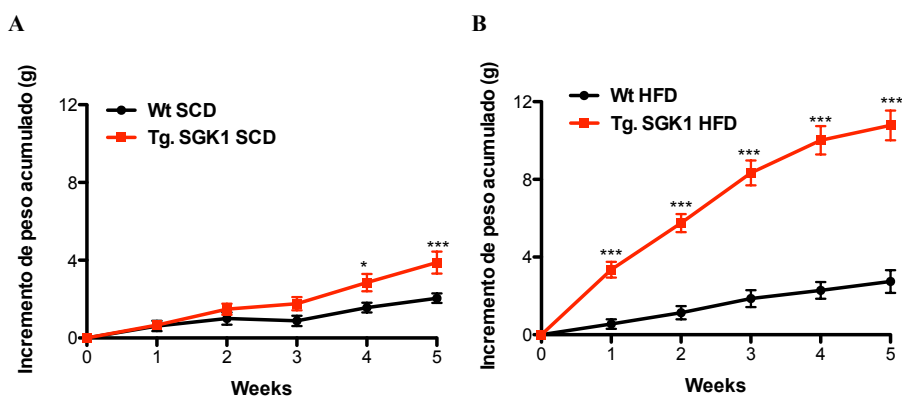 A
Incremento de peso acumulado (g)
12
8
4
0
Wt SCD
Tg. SGK1 SCD
*
***
0 1 2 3 4 5
Weeks
B
Incremento de peso acumulado (g)
12
8
4
0
Wt HFD
Tg. SGK1 HFD
***
***
***
***
***
0 1 2 3 4 5
Weeks